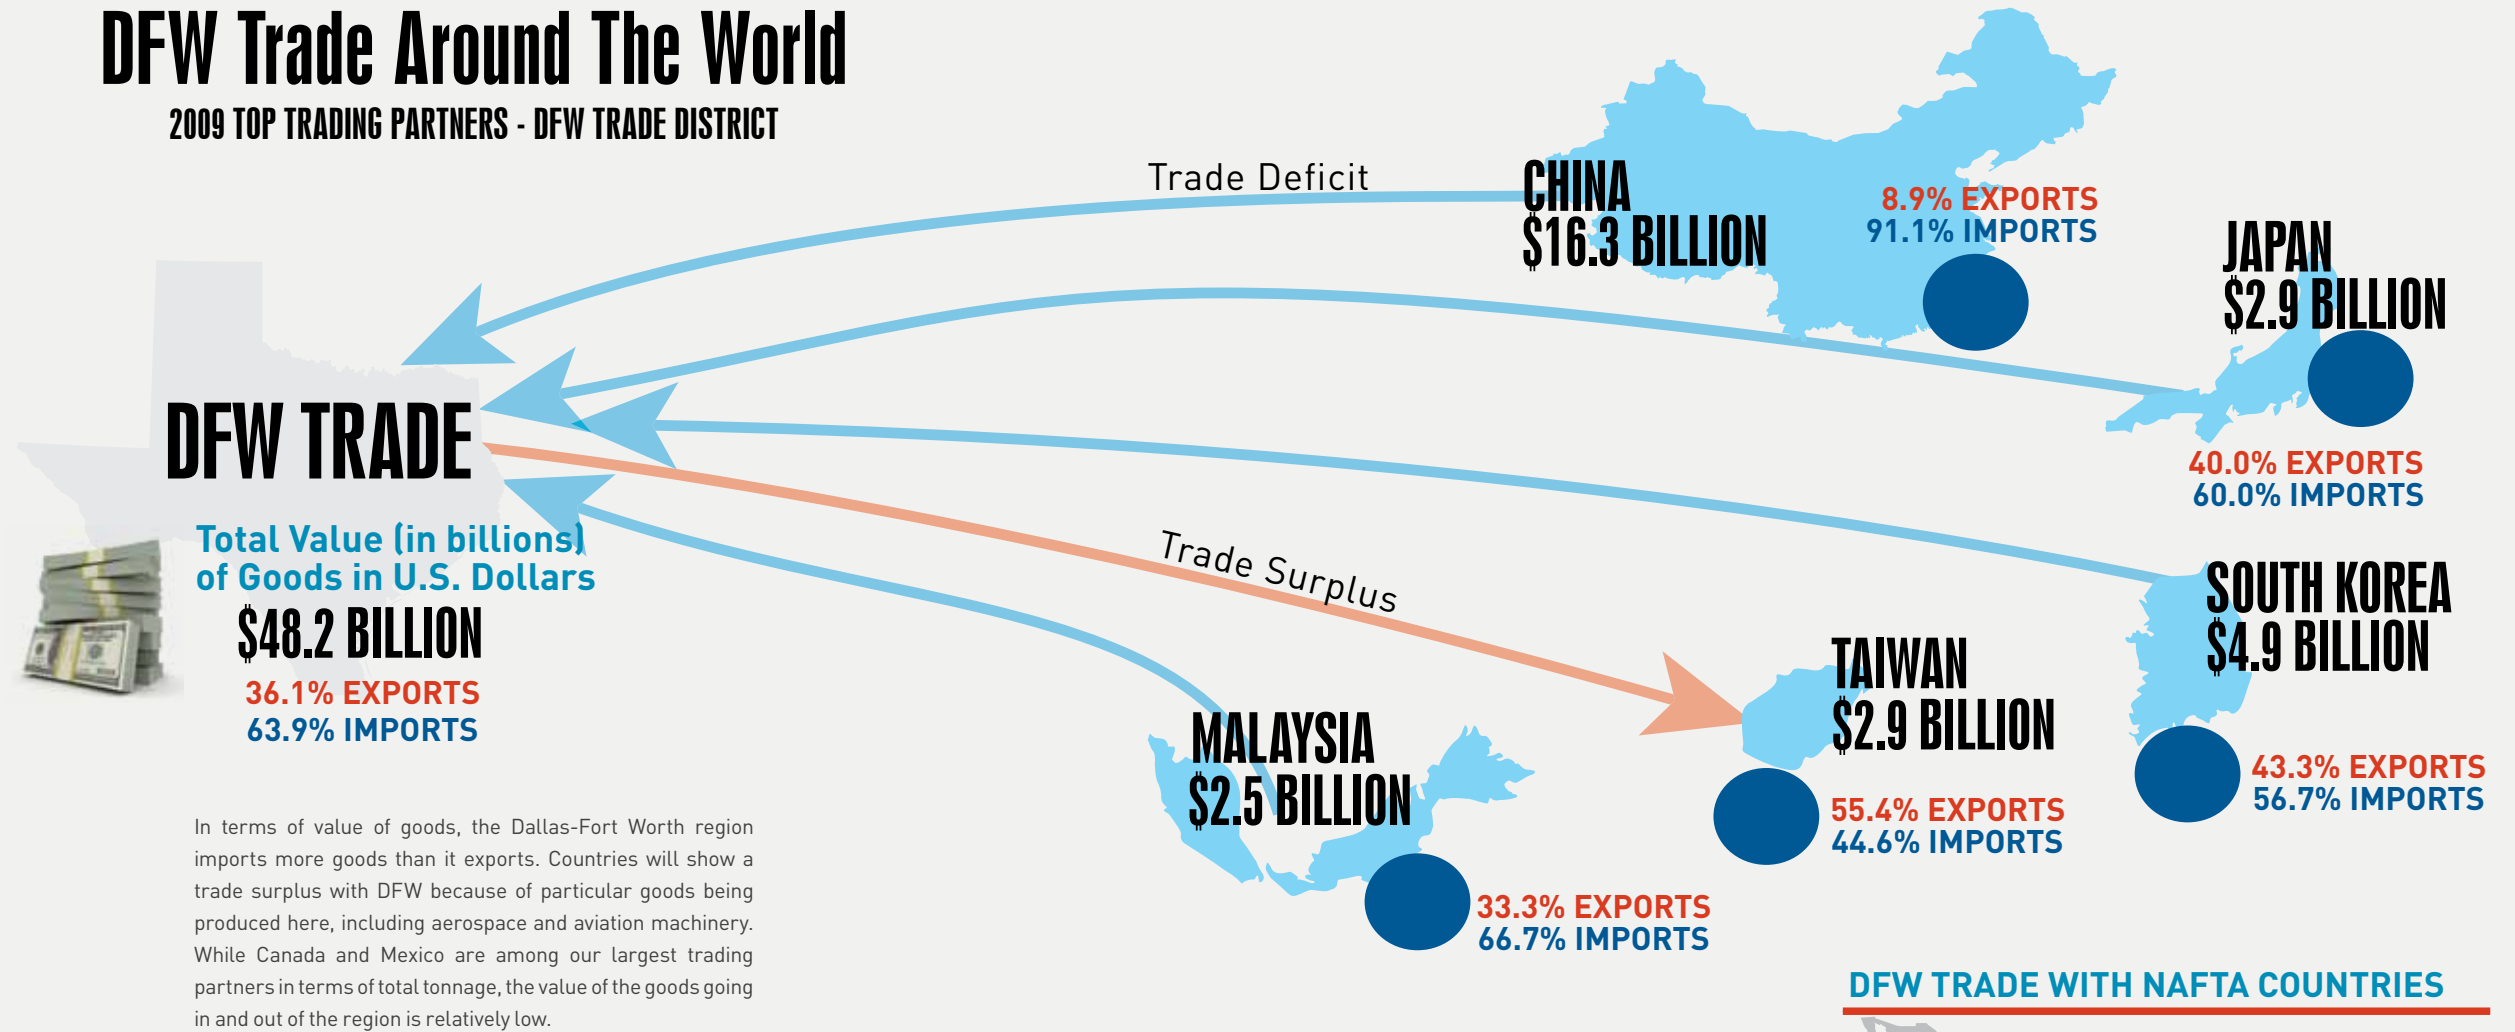 DFW Trade Around The World
2009 TOP TRADING PARTNERS - DFW TRADE DISTRICT
Trade Deficit
CHINA
$16.3 BILLION
8.9% EXPORTS
91.1% IMPORTS
JAPAN
$2.9 BILLION
40.0% EXPORTS
60.0% IMPORTS
DFW TRADE
Total Value (in billions)
of Goods in U.S. Dollars
$48.2 BILLION
36.1% EXPORTS
63.9% IMPORTS
Trade Surplus
SOUTH KOREA
$4.9 BILLION
43.3% EXPORTS
56.7% IMPORTS
TAIWAN
$2.9 BILLION
55.4% EXPORTS
44.6% IMPORTS
MALAYSIA
$2.5 BILLION
33.3% EXPORTS
66.7% IMPORTS
In terms of value of goods, the Dallas-Fort Worth region
imports more goods than it exports. Countries will show a
trade surplus with DFW because of particular goods being
produced here, including aerospace and aviation machinery.
While Canada and Mexico are among our largest trading
partners in terms of total tonnage, the value of the goods going
in and out of the region is relatively low.
DFW TRADE WITH NAFTA COUNTRIES